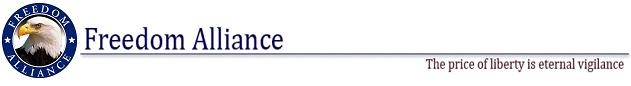 FREEDOM
ALLIANCE
Freedom Alliance
The price of liberty is eternal vigilance